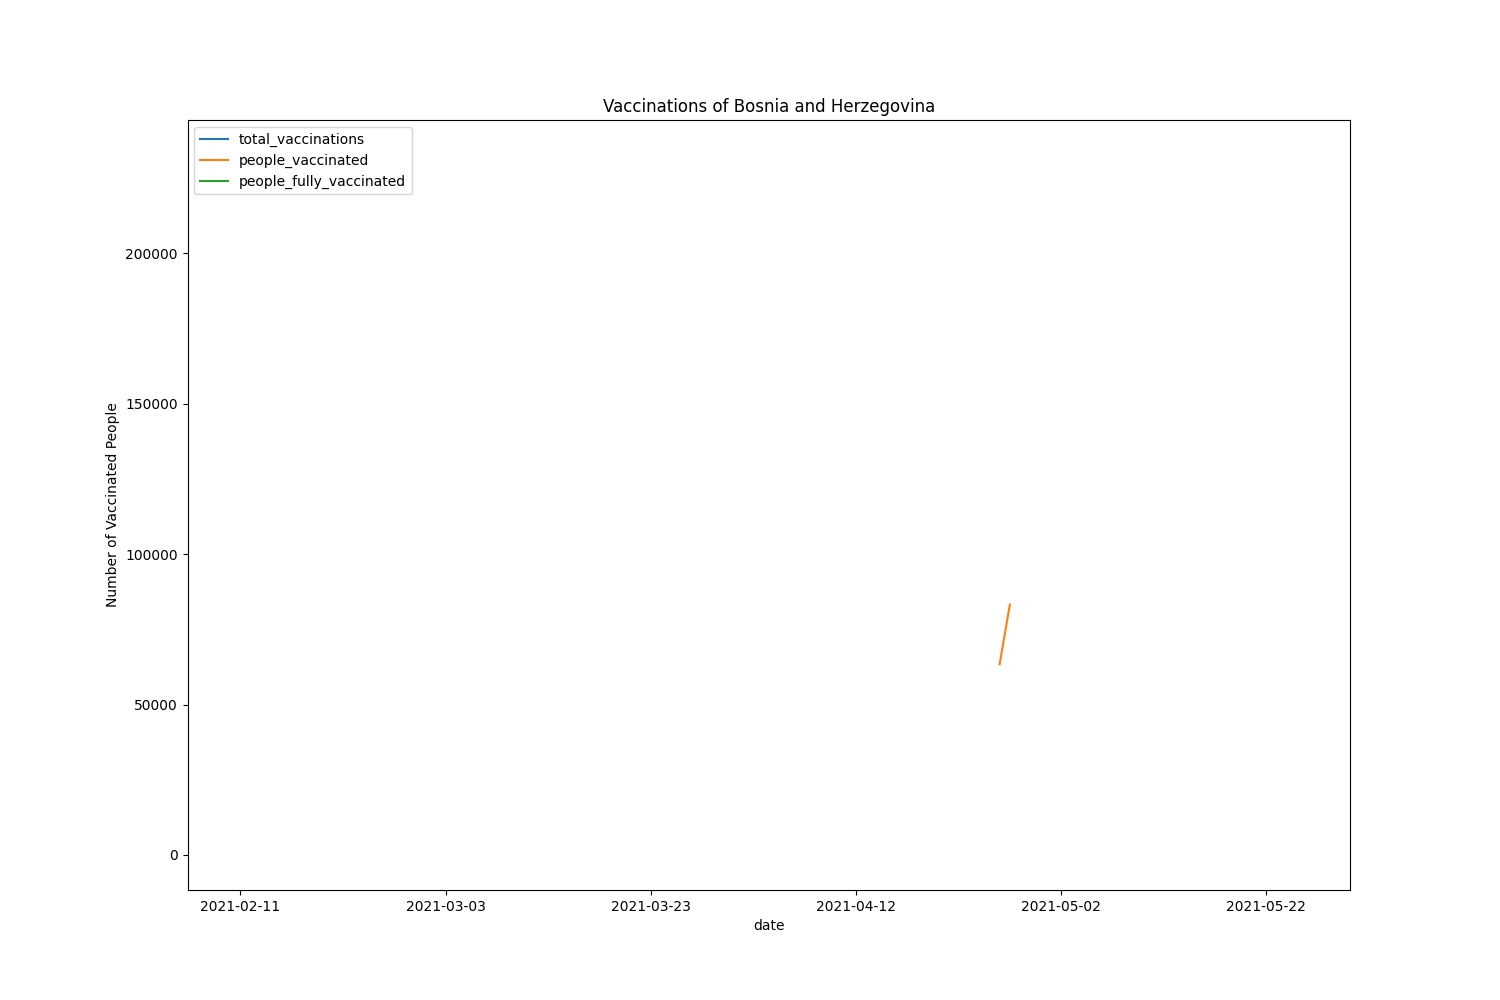 Vaccinations of Bosnia and Herzegovina
total_vaccinations
people_vaccinated
people_fully_vaccinated
Number of Vaccinated People
200000
150000
100000
50000
0
2021-02-11 2021-03-03 2021-03-23 2021-04-12 2021-05-02 2021-05-22
date